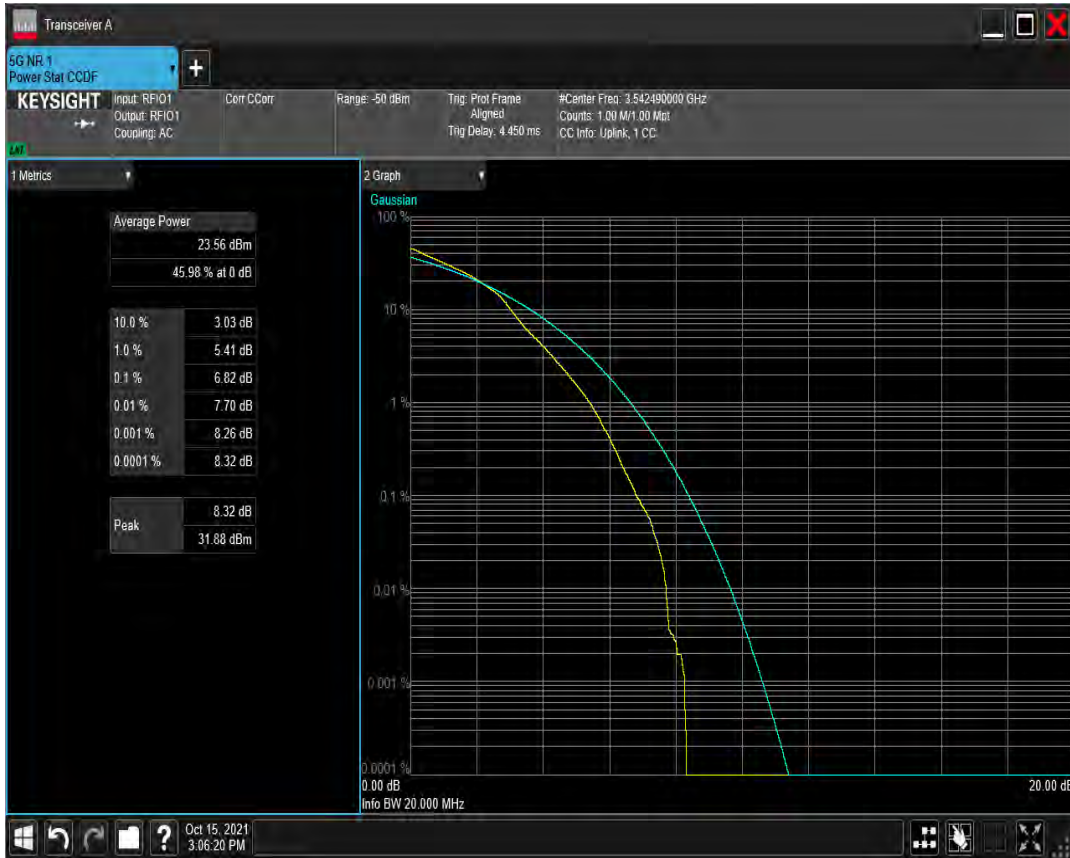 Transceiver A
5G NR 1
Power Stat CCDF
+
KEYSIGHT
Input: RFIO1
Output: RFIO1
Coupling: AC
Corr CCorr
Range: -50 dBm
Trig: Prot Frame
Aligned
Trig Delay: 4.450 ms
#Center Freq: 3.542490000 GHz
Counts: 1.00 M/1.00 Mpt
CC Info: Uplink, 1 CC
LNT
1 Metrics
Average Power
23.56 dBm
45.98 % at 0 dB
10.0 % 3.03 dB
1.0 % 5.41 dB
0.1 % 6.82 dB
0.01 % 7.70 dB
0.001 % 8.26 dB
0.0001 % 8.32 dB
Peak 8.32 dB
31.88 dBm
2 Graph
Gaussian
100 %
10 %
1 %
0.1 %
0.01 %
0.001 %
0.0001 %
0.00 dB 20.00 dB
Info BW 20.000 MHz
?
Oct 15, 2021
3:06:20 PM